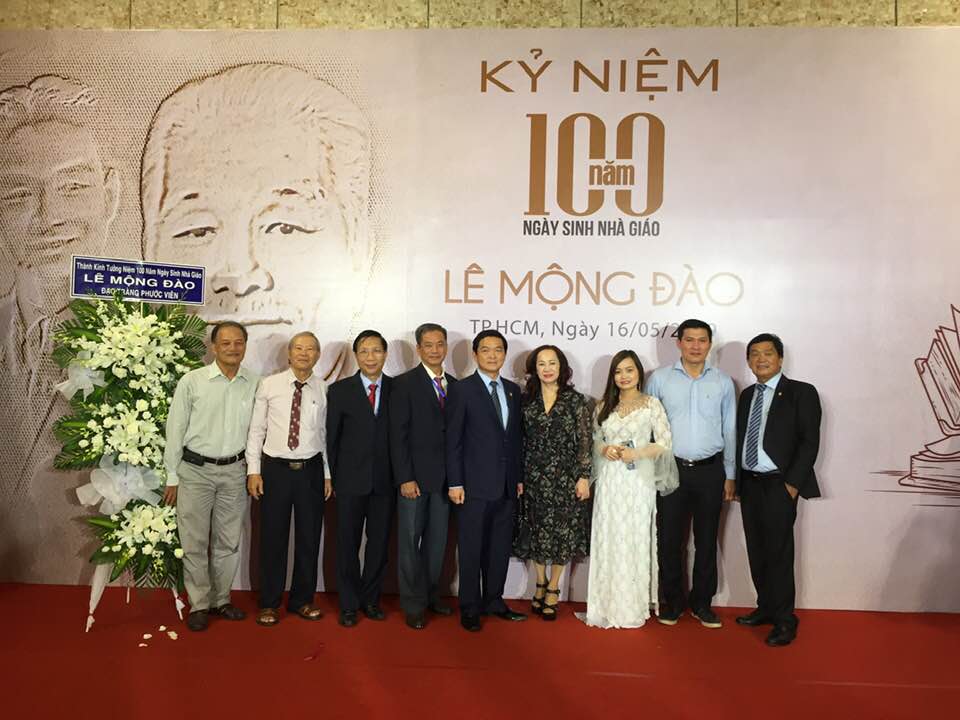 KỶ NIỆM
100
năm
NGÀY SINH NHÀ GIÁO
LÊ MỘNG ĐÀO
TP.HCM, Ngày 16/05/2
Thành Kính Tưởng Niệm 100 Năm Ngày Sinh Nhà Giáo
LÊ MỘNG ĐÀO
ĐẠO TRÀNG PHƯỚC VIÊN